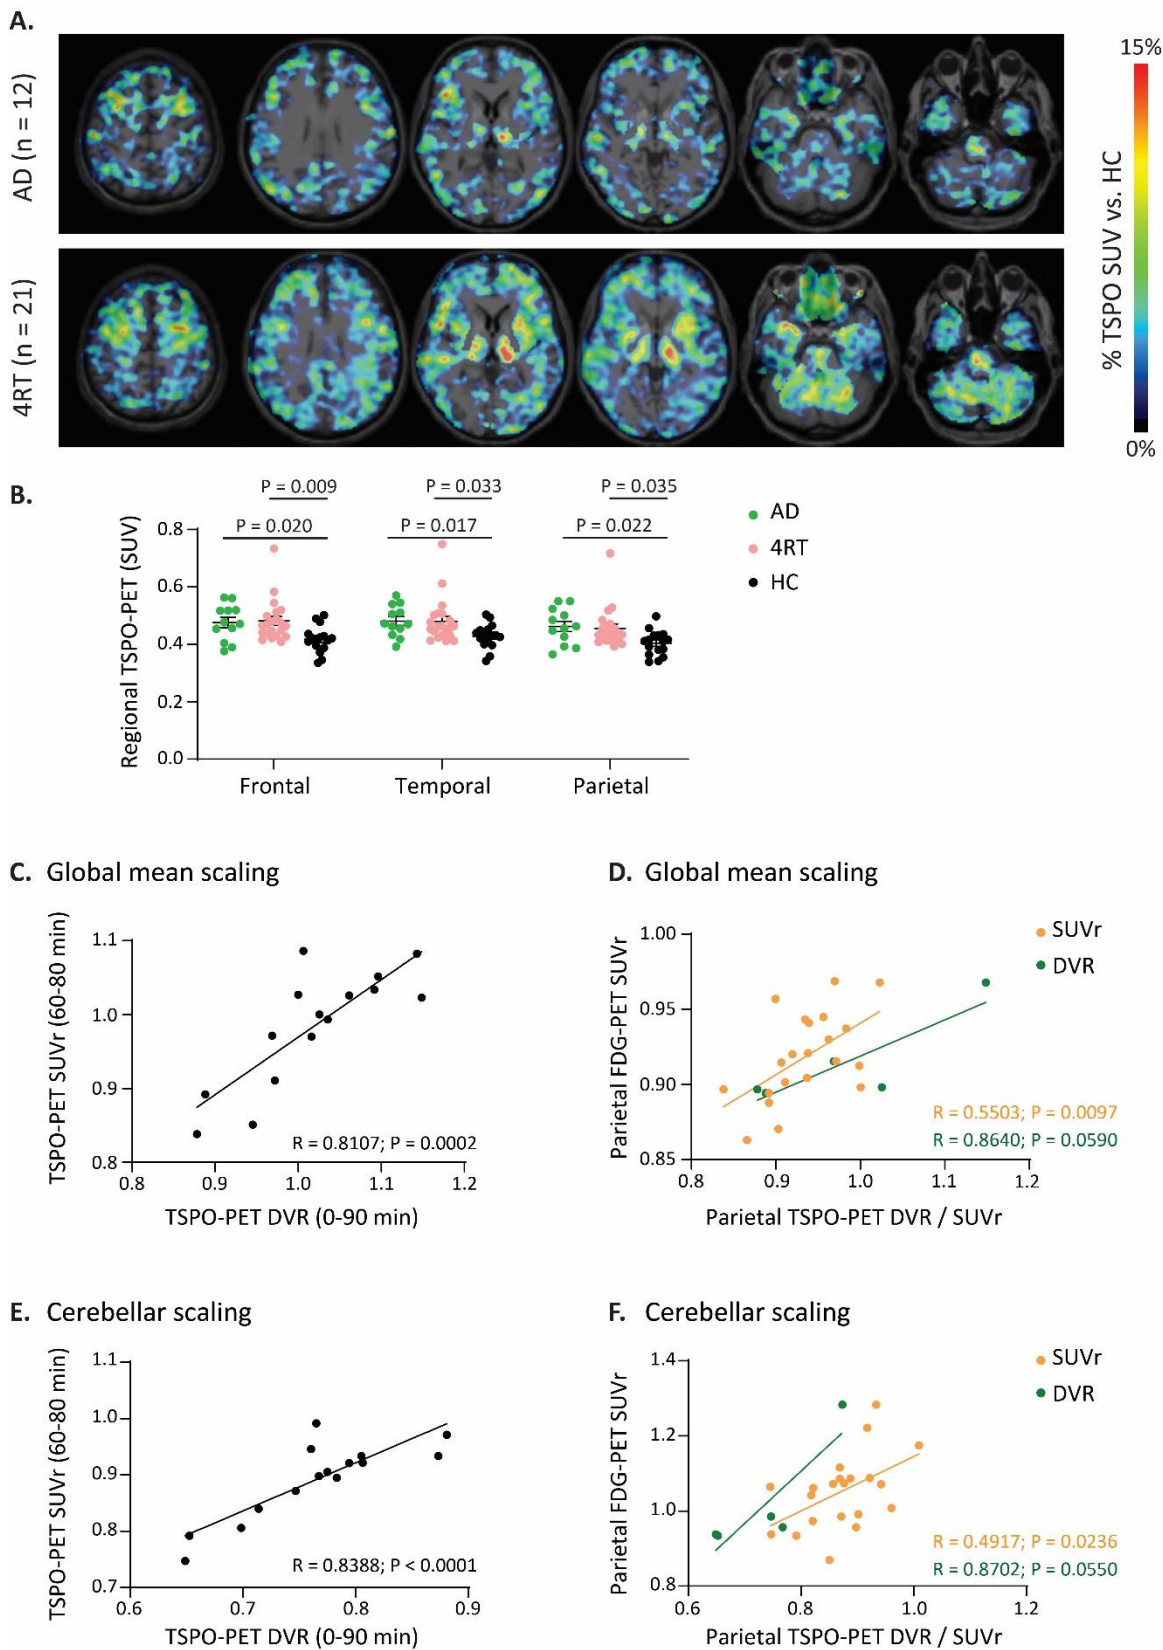 A.
AD (n = 12)
4RT (n = 21)
15%
% TSPO SUV vs. HC
0%
B.
P = 0.009 P = 0.033 P = 0.035
P = 0.020 P = 0.017 P = 0.022
AD
4RT
HC
Regional TSPO-PET (SUV)
0.8
0.6
0.4
0.2
0.0
Frontal Temporal Parietal
C. Global mean scaling
TSPO-PET SUVr (60-80 min)
1.1
1.0
0.9
0.8
R = 0.8107; P = 0.0002
0.8 0.9 1.0 1.1 1.2
TSPO-PET DVR (0-90 min)
D. Global mean scaling
Parietal FDG-PET SUVr
1.00
0.95
0.90
0.85
SUVr
DVR
R = 0.5503; P = 0.0097
R = 0.8640; P = 0.0590
0.8 0.9 1.0 1.1 1.2
Parietal TSPO-PET DVR / SUVr
E. Cerebellar scaling
TSPO-PET SUVr (60-80 min)
1.1
1.0
0.9
0.8
0.7
R = 0.8388; P < 0.0001
0.6 0.7 0.8 0.9
TSPO-PET DVR (0-90 min)
F. Cerebellar scaling
Parietal FDG-PET SUVr
1.4
1.2
1.0
0.8
SUVr
DVR
R = 0.4917; P = 0.0236
R = 0.8702; P = 0.0550
0.6 0.8 1.0 1.2
Parietal TSPO-PET DVR / SUVr